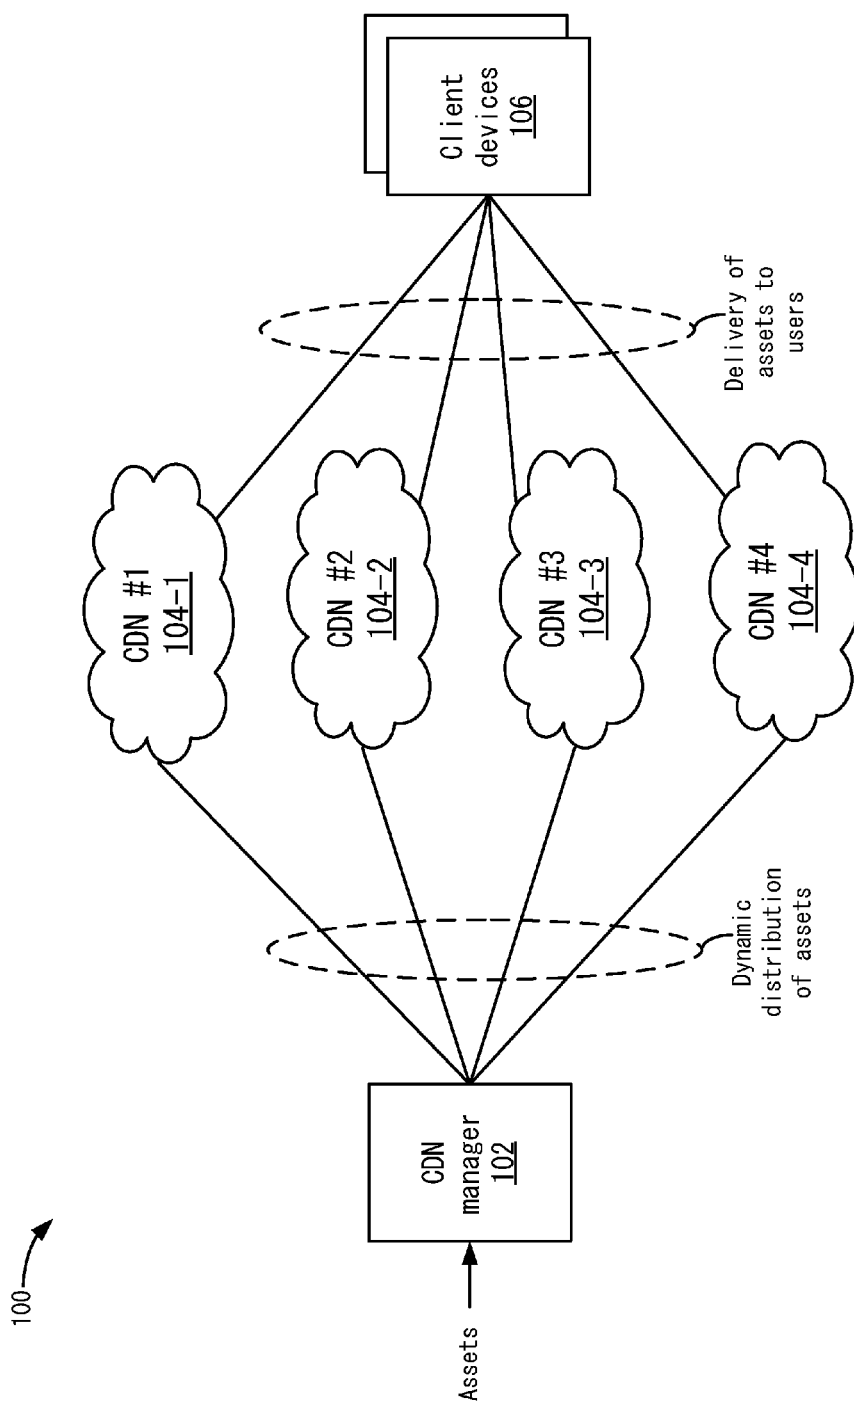 100
Assets
CDN
manager
102
Dynamic
distribution
of assets
CDN #1
104-1
CDN #2
104-2
CDN #3
104-3
CDN #4
104-4
Delivery of
assets to
users
Client
devices
106